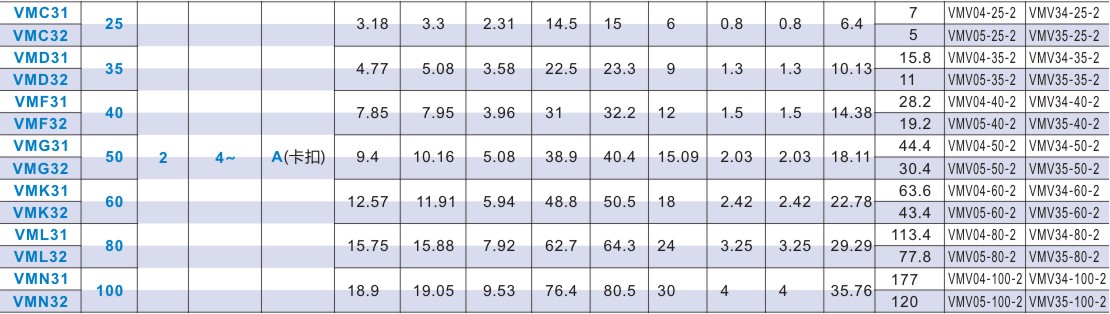 VMC31 25 3.18 3.3 2.31 14.5 15 6 0.8 0.8 6.4 7 VMV04-25-2 VMV34-25-2
VMC32 5 VMV05-25-2 VMV35-25-2
VMD31 35 4.77 5.08 3.58 22.5 23.3 9 1.3 1.3 10.13 15.8 VMV04-35-2 VMV34-35-2
VMD32 11 VMV05-35-2 VMV35-35-2
VMF31 40 7.85 7.95 3.96 31 32.2 12 1.5 1.5 14.38 28.2 VMV04-40-2 VMV34-40-2
VMF32 19.2 VMV05-40-2 VMV35-40-2
VMG31 50 2 4~ A(卡扣) 9.4 10.16 5.08 38.9 40.4 15.09 2.03 2.03 18.11 44.4 VMV04-50-2 VMV34-50-2
VMG32 30.4 VMV05-50-2 VMV35-50-2
VMK31 60 12.57 11.91 5.94 48.8 50.5 18 2.42 2.42 22.78 63.6 VMV04-60-2 VMV34-60-2
VMK32 43.4 VMV05-60-2 VMV35-60-2
VML31 80 15.75 15.88 7.92 62.7 64.3 24 3.25 3.25 29.29 113.4 VMV04-80-2 VMV34-80-2
VML32 77.8 VMV05-80-2 VMV35-80-2
VMN31 100 18.9 19.05 9.53 76.4 80.5 30 4 4 35.76 177 VMV04-100-2 VMV34-100-2
VMN32 120 VMV05-100-2 VMV35-100-2